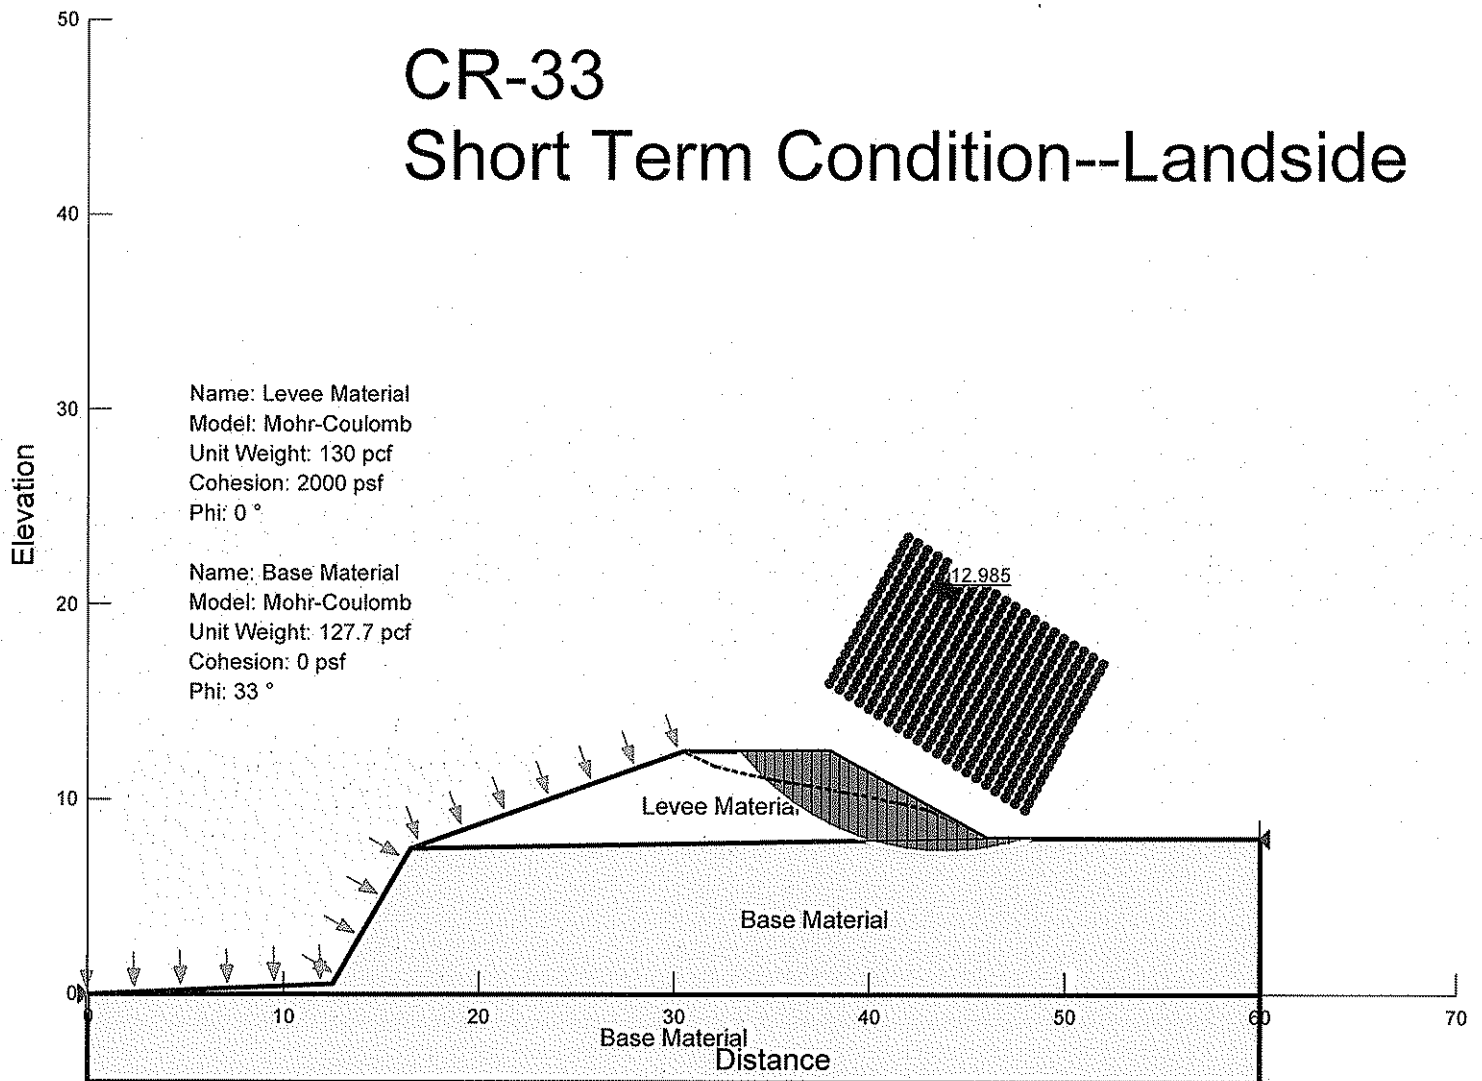 50
CR-33
Short Term Condition--Landside
40
30
Elevation
Name: Levee Material
Model: Mohr-Coulomb
Unit Weight: 130 pcf
Cohesion: 2000 psf
Phi: 0 °
Name: Base Material
Model: Mohr-Coulomb
Unit Weight: 127.7 pcf
Cohesion: 0 psf
Phi: 33 °
12.985
20
10
Levee Material
Base Material
0
0 10 20 30 40 50 60 70
Base Material
Distance